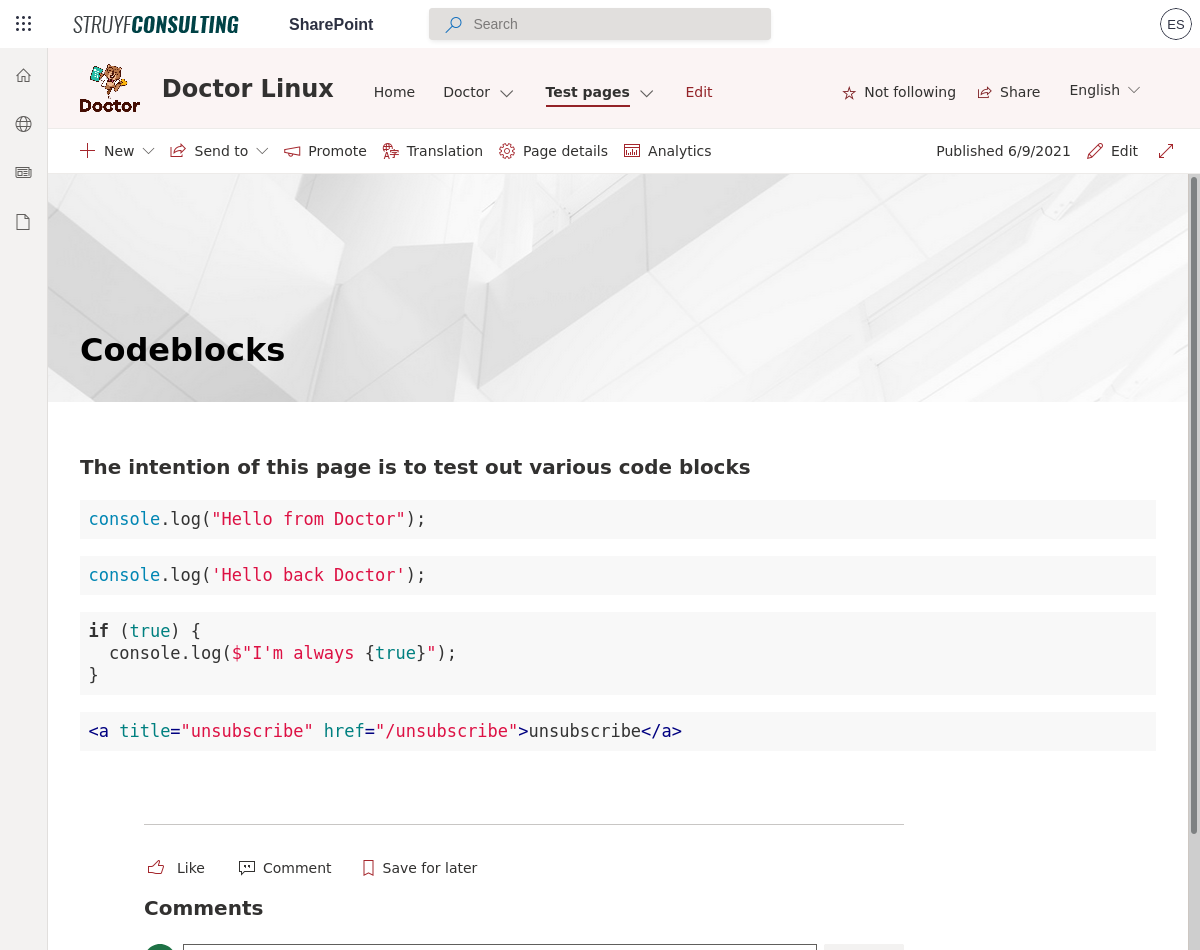 STRUYFCONSULTING SharePoint Search ES
Doctor
Doctor Linux Home Doctor Test pages Edit Not following Share English
New Send to Promote Translation Page details Analytics Published 6/9/2021 Edit
Codeblocks
The intention of this page is to test out various code blocks
console.log("Hello from Doctor");
console.log('Hello back Doctor');
if (true) {
  console.log($"I'm always {true}");
}
<a title="unsubscribe" href="/unsubscribe">unsubscribe</a>
Like Comment Save for later
Comments